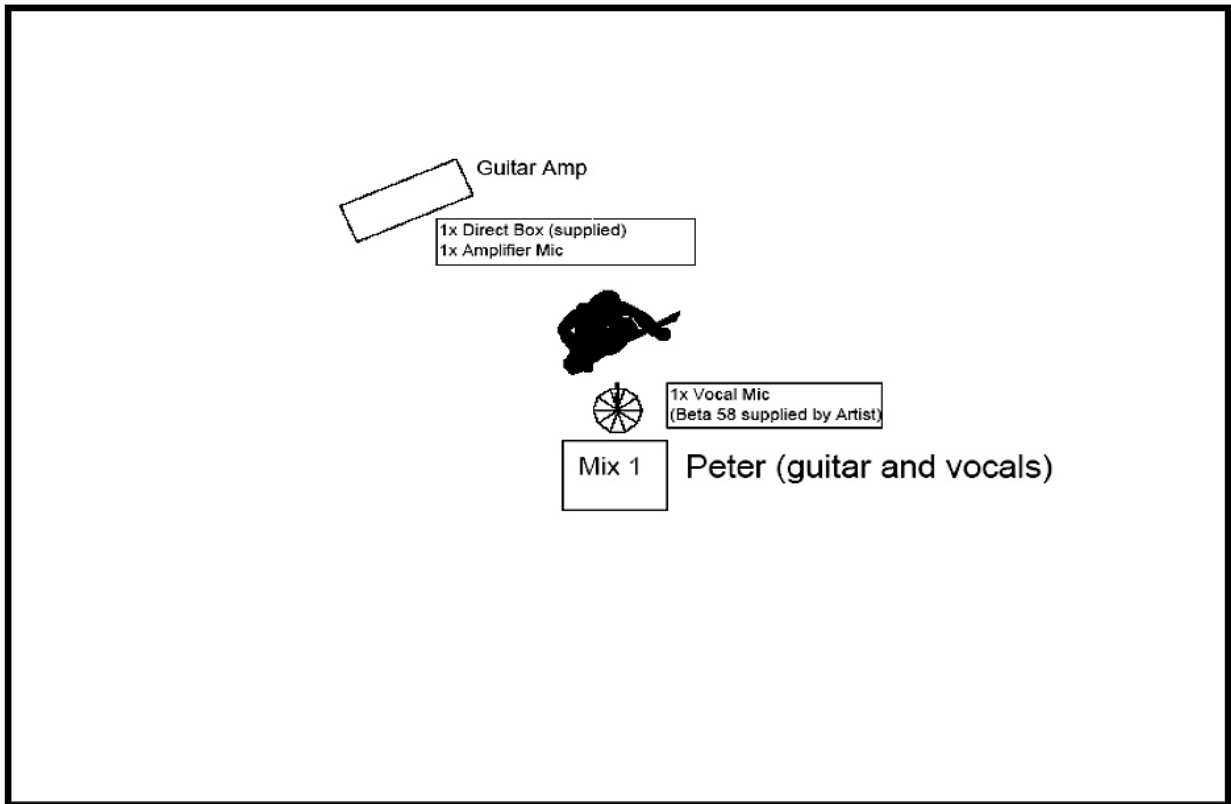 Guitar Amp
1x Direct Box (supplied)
1x Amplifier Mic
1x Vocal Mic
(Beta 58 supplied by Artist)
Mix 1
Peter (guitar and vocals)